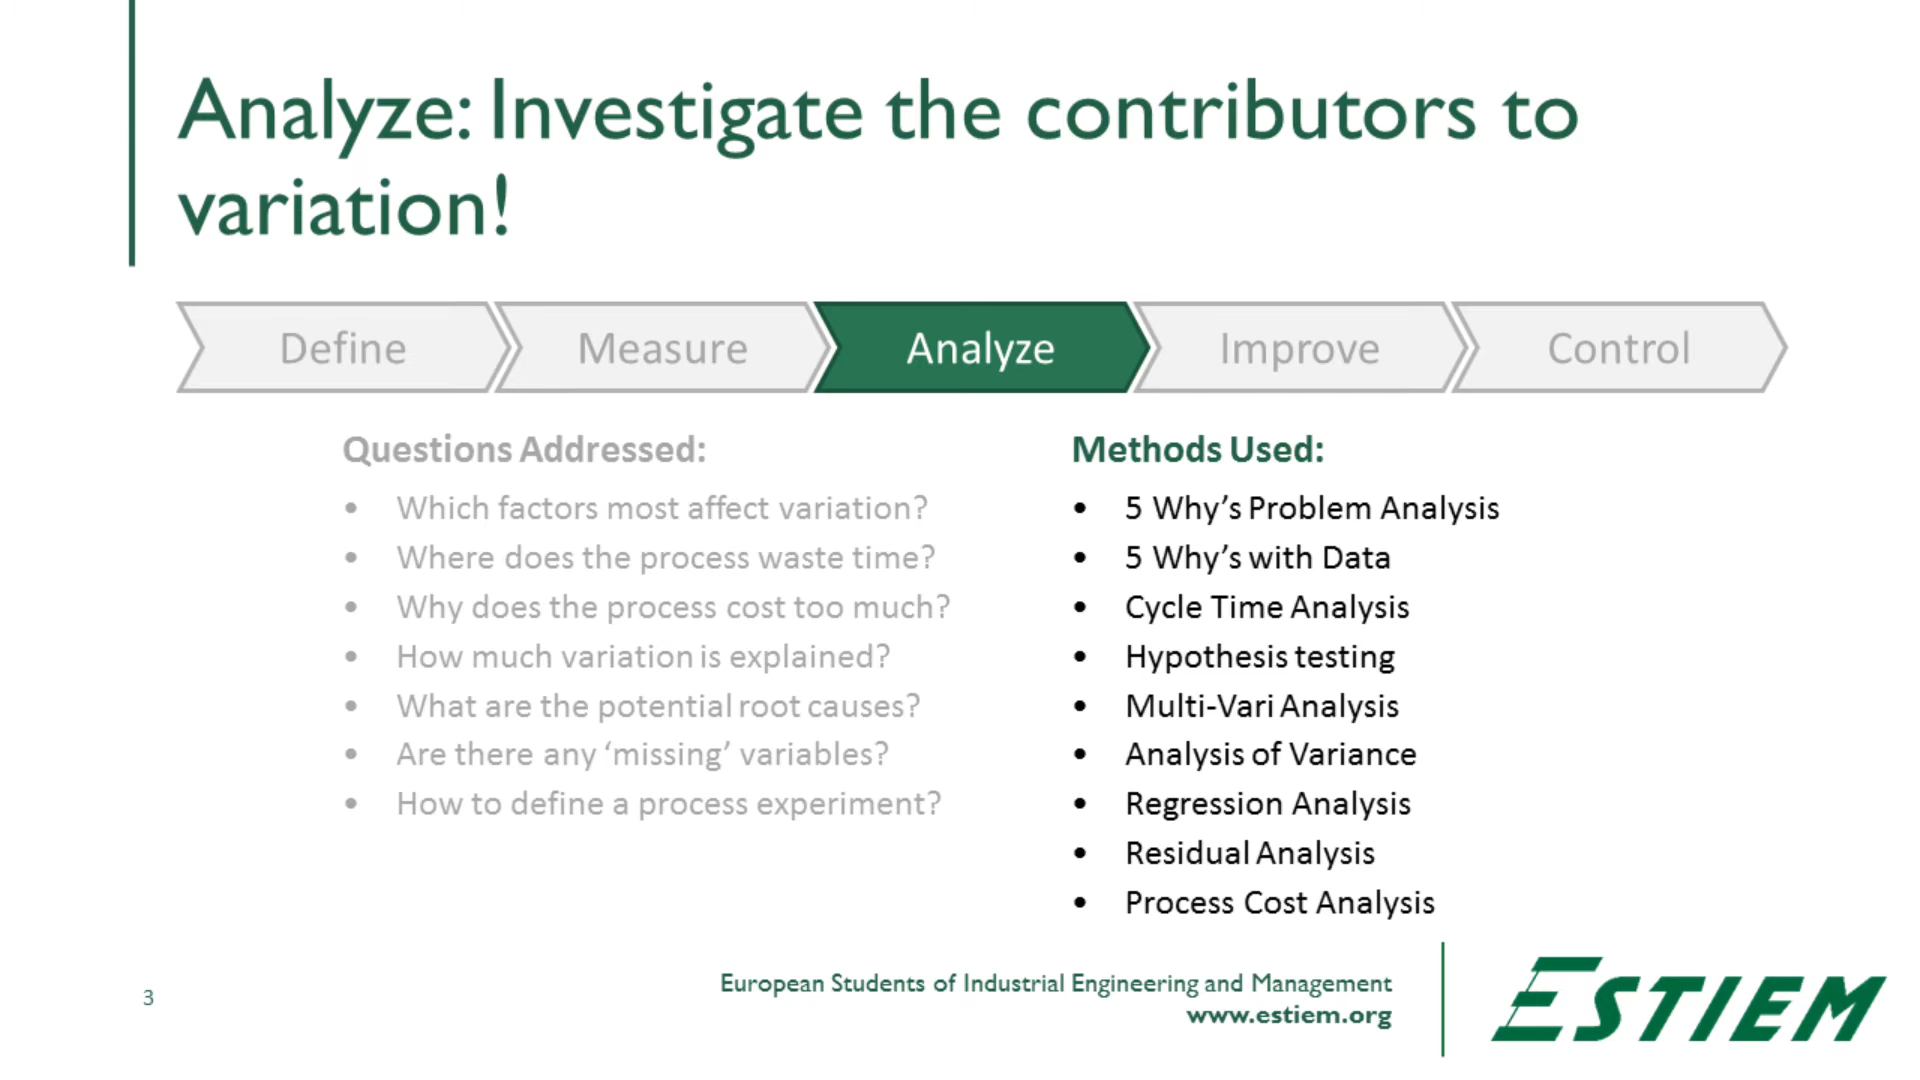 Analyze: Investigate the contributors to
variation!
Define
Measure
Analyze
Improve
Control
Questions Addressed:
• Which factors most affect variation?
• Where does the process waste time?
• Why does the process cost too much?
• How much variation is explained?
• What are the potential root causes?
• Are there any ‘missing’ variables?
• How to define a process experiment?
Methods Used:
• 5 Why’s Problem Analysis
• 5 Why’s with Data
• Cycle Time Analysis
• Hypothesis testing
• Multi-Vari Analysis
• Analysis of Variance
• Regression Analysis
• Residual Analysis
• Process Cost Analysis
3
European Students of Industrial Engineering and Management
www.estiem.org
ESTIEM